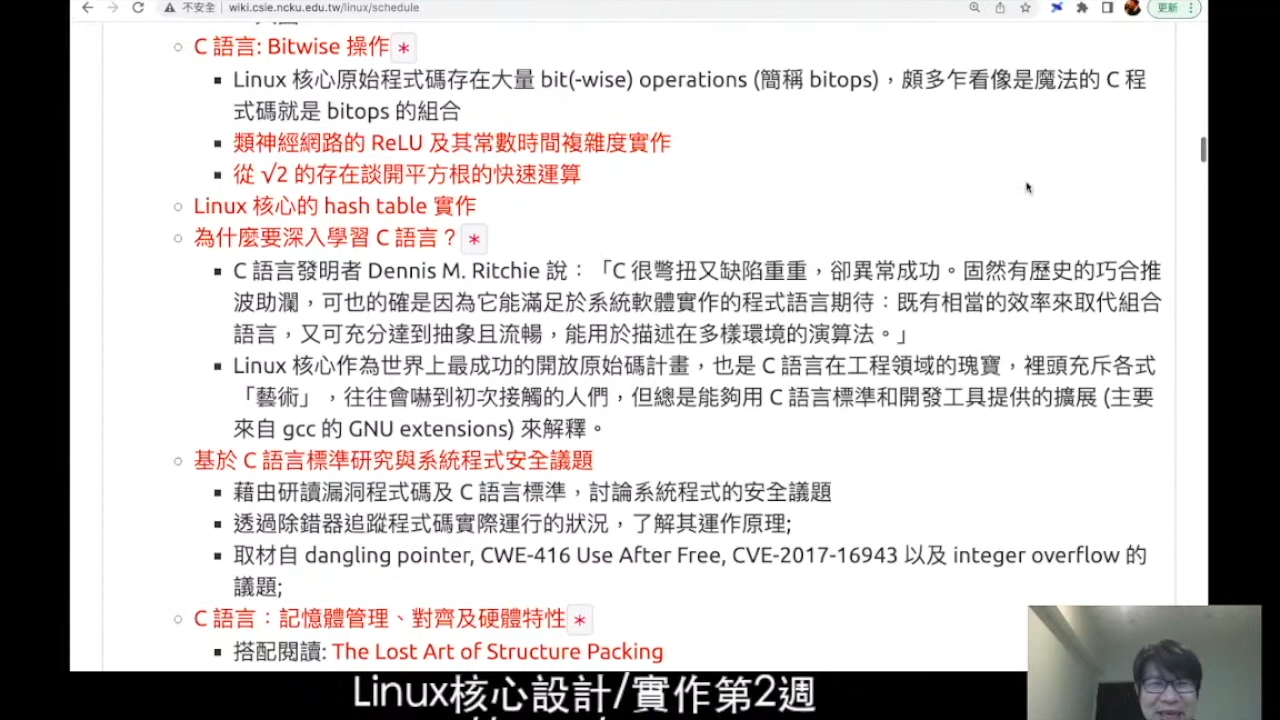 不安全 | wiki.csie.ncku.edu.tw/linux/schedule
更新
C 語言: Bitwise 操作 *
Linux 核心原始程式碼存在大量 bit(-wise) operations (簡稱 bitops)，頗多乍看像是魔法的 C 程
式碼就是 bitops 的組合
類神經網路的 ReLU 及其常數時間複雜度實作
從 √2 的存在談開平方根的快速運算
Linux 核心的 hash table 實作
為什麼要深入學習 C 語言？ *
C 語言發明者 Dennis M. Ritchie 說：「C 很彆扭又缺陷重重，卻異常成功。固然有歷史的巧合推
波助瀾，可也的確是因為它能滿足於系統軟體實作的程式語言期待：既有相當的效率來取代組合
語言，又可充分達到抽象且流暢，能用於描述在多樣環境的演算法。」
Linux 核心作為世界上最成功的開放原始碼計畫，也是 C 語言在工程領域的瑰寶，裡頭充斥各式
「藝術」，往往會嚇到初次接觸的人們，但總是能夠用 C 語言標準和開發工具提供的擴展 (主要
來自 gcc 的 GNU extensions) 來解釋。
基於 C 語言標準研究與系統程式安全議題
藉由研讀漏洞程式碼及 C 語言標準，討論系統程式的安全議題
透過除錯器追蹤程式碼實際運行的狀況，了解其運作原理;
取材自 dangling pointer, CWE-416 Use After Free, CVE-2017-16943 以及 integer overflow 的
議題;
C 語言：記憶體管理、對齊及硬體特性 *
搭配閱讀: The Lost Art of Structure Packing
Linux核心設計/實作第2週